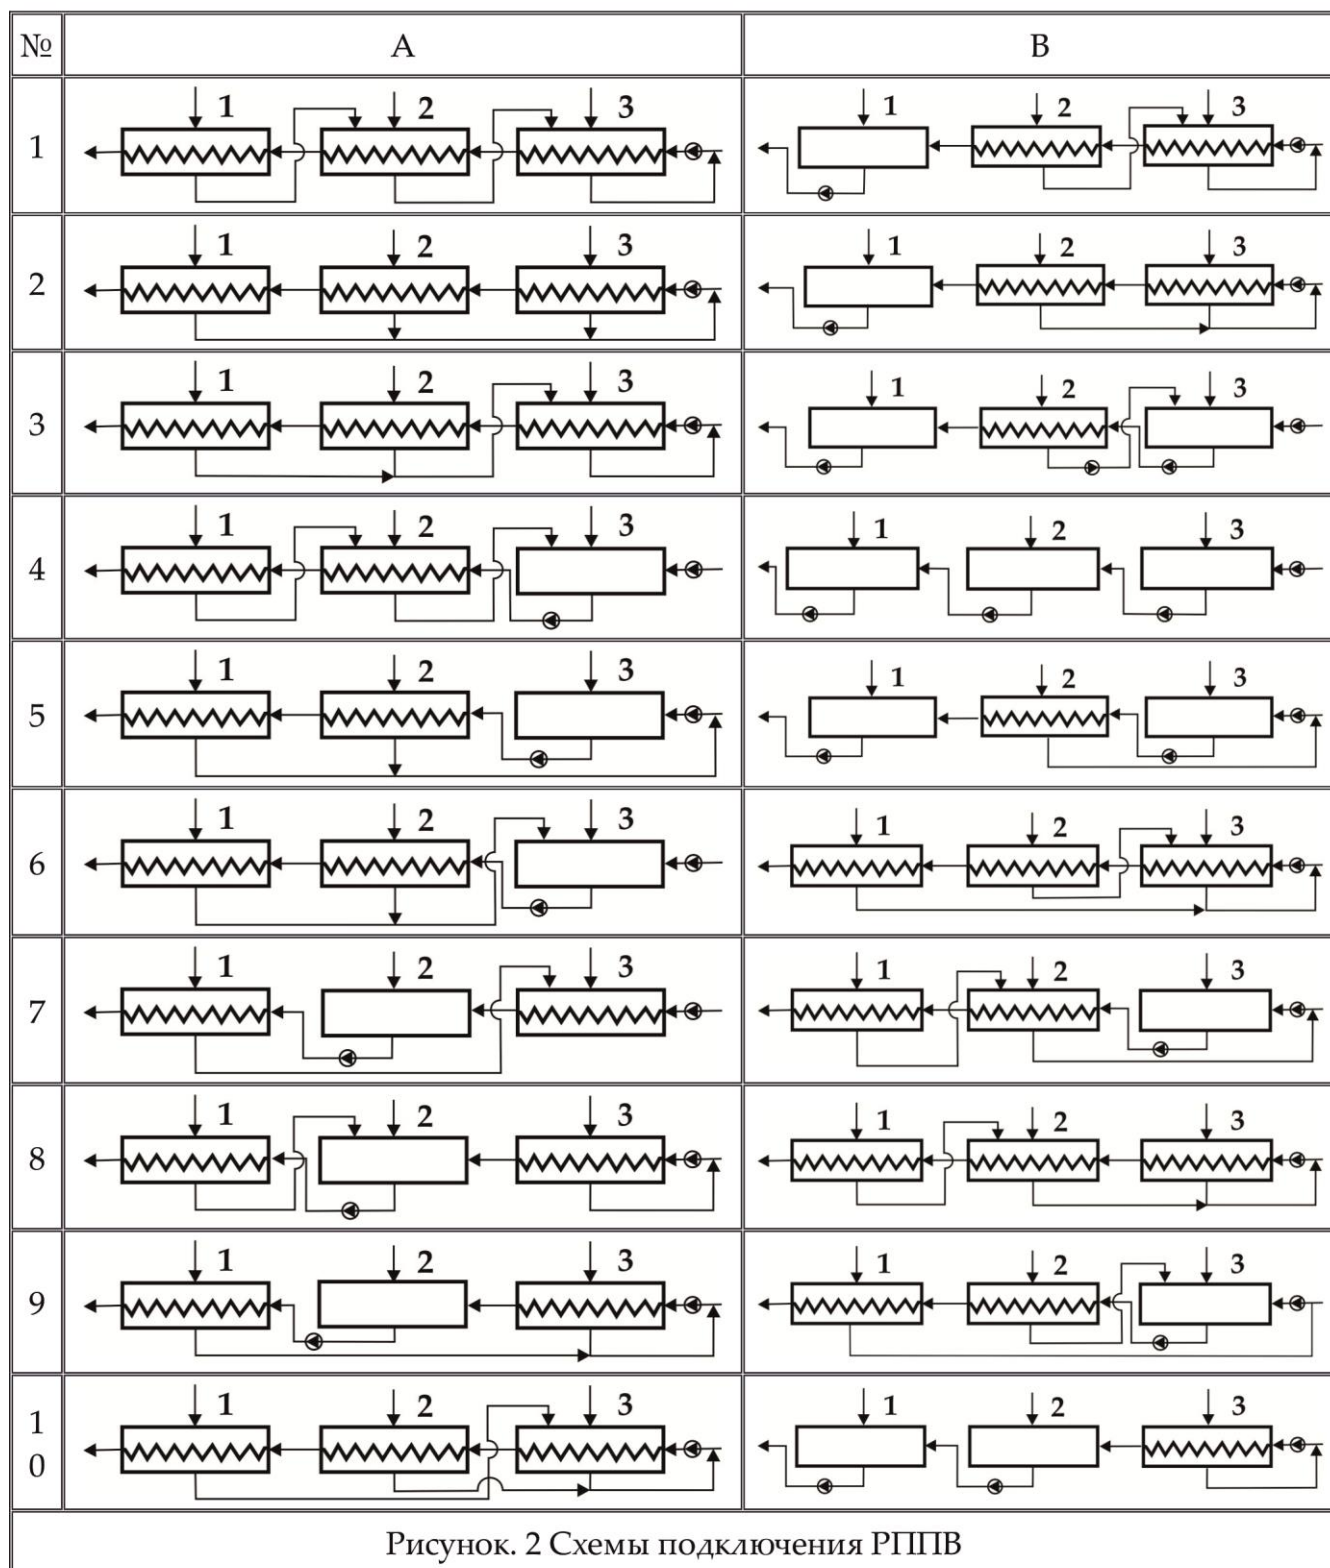 № А В
1 1 2 3 1 2 3
2 1 2 3 1 2 3
3 1 2 3 1 2 3
4 1 2 3 1 2 3
5 1 2 3 1 2 3
6 1 2 3 1 2 3
7 1 2 3 1 2 3
8 1 2 3 1 2 3
9 1 2 3 1 2 3
1 1 2 3 1 2 3
0
Рисунок. 2 Схемы подключения РППВ